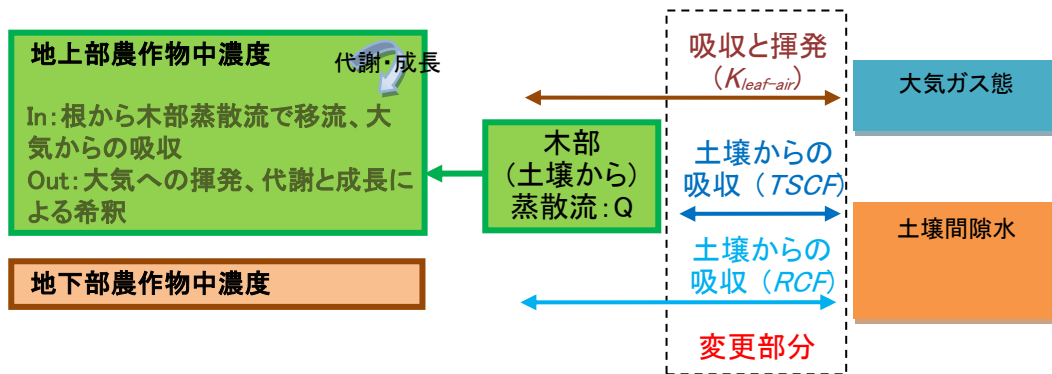 地上部農作物中濃度
代謝・成長
In:根から木部蒸散流で移流、大
気からの吸収
Out:大気への揮発、代謝と成長に
よる希釈
地下部農作物中濃度
木部
(土壌から)
蒸散流:Q
吸収と揮発
(Kleaf-air)
土壌からの
吸収(TSCF)
土壌からの
吸収(RCF)
変更部分
大気ガス態
土壌間隙水